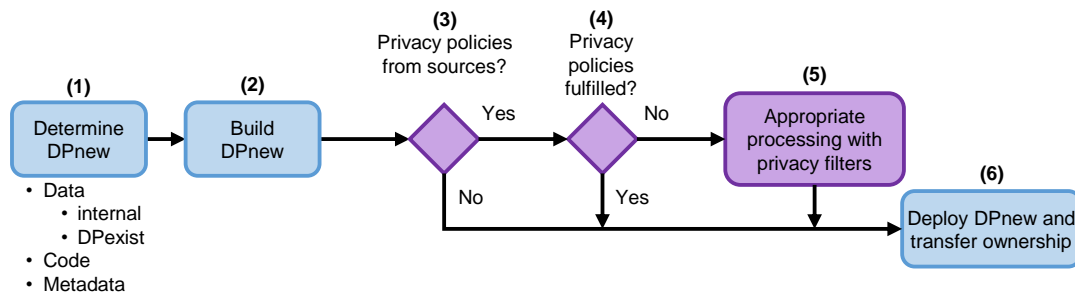 (1)
Determine
DPnew
• Data
• internal
• DPexist
• Code
• Metadata
(2)
Build
DPnew
(3)
Privacy policies
from sources?
Yes
No
(4)
Privacy
policies
fulfilled?
No
Yes
(5)
Appropriate
processing with
privacy filters
(6)
Deploy DPnew and
transfer ownership